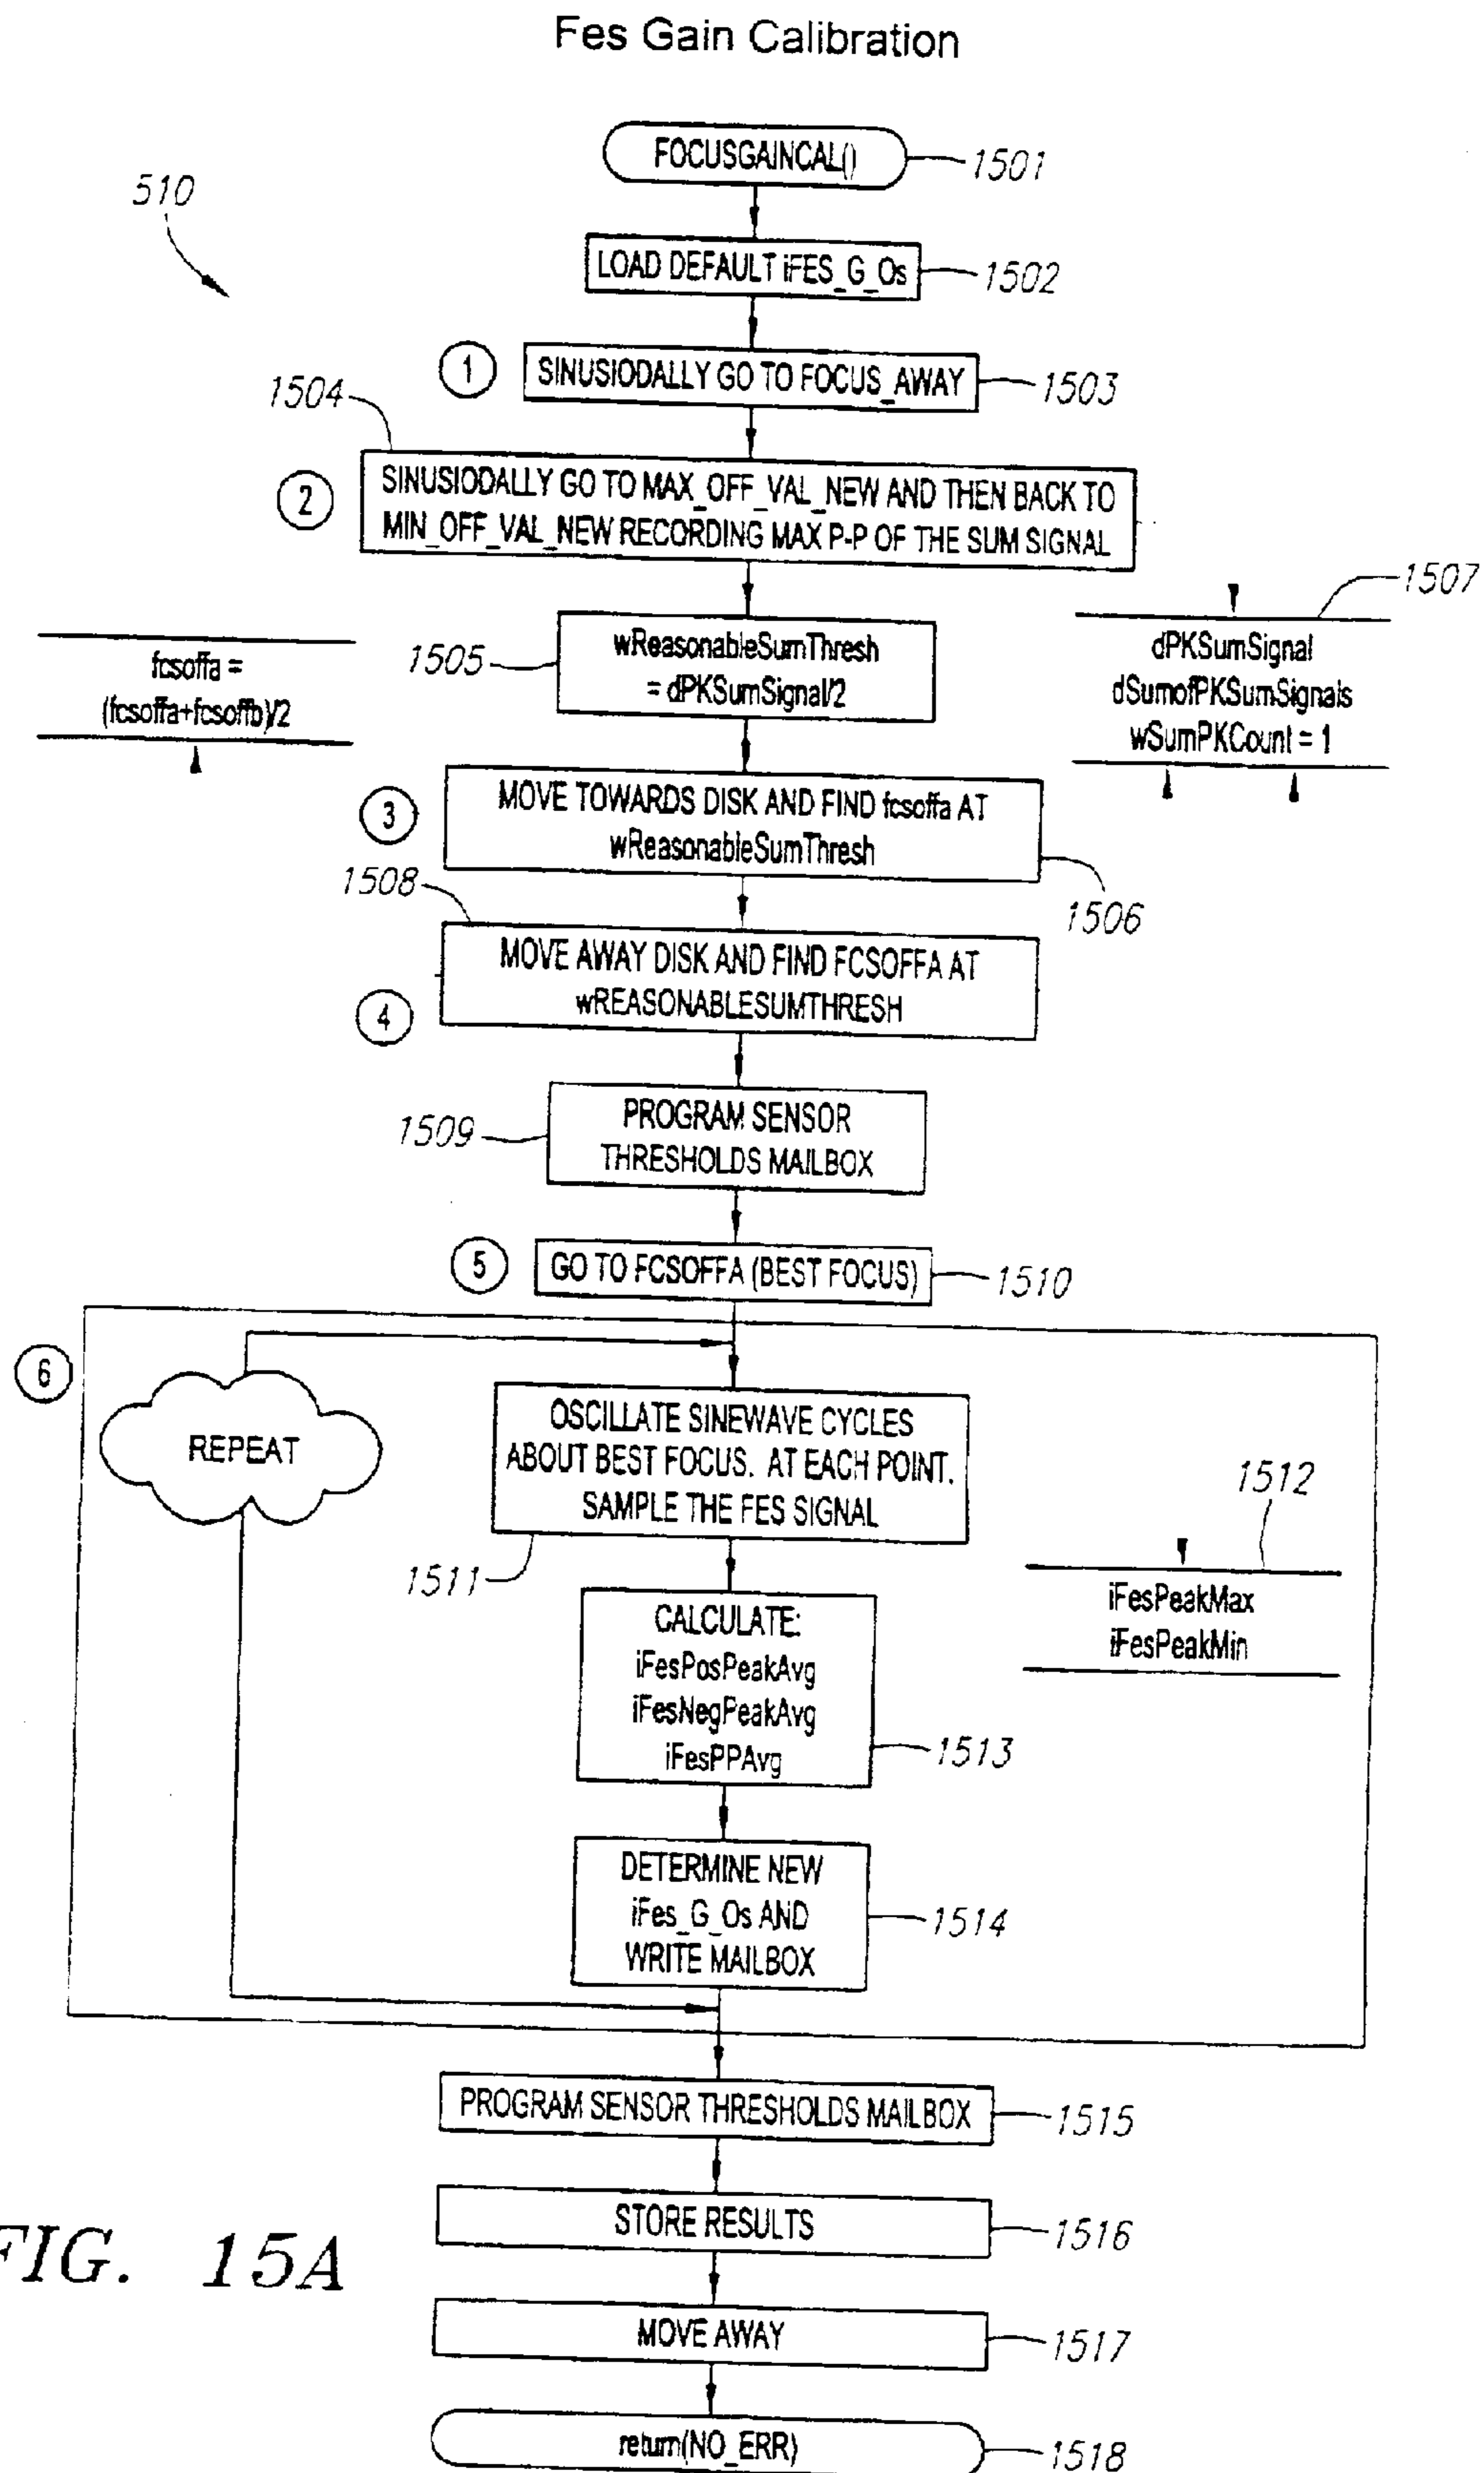 Fes Gain Calibration
FOCUSGAINCAL()
1501
510
LOAD DEFAULT iFES_G_Os
1502
1
SINUSIODALLY GO TO FOCUS_AWAY
1503
1504
2
SINUSIODALLY GO TO MAX_OFF_VAL_NEW AND THEN BACK TO
MIN_OFF_VAL_NEW RECORDING MAX P-P OF THE SUM SIGNAL
1507
fcsoffa =
(fcsoffa+fcsoffb)/2
1505
wReasonableSumThresh
= dPKSumSignal/2
dPKSumSignal
dSumofPKSumSignals
wSumPKCount = 1
3
MOVE TOWARDS DISK AND FIND fcsoffa AT
wReasonableSumThresh
1506
1508
4
MOVE AWAY DISK AND FIND FCSOFFA AT
wREASONABLESUMTHRESH
1509
PROGRAM SENSOR
THRESHOLDS MAILBOX
5
GO TO FCSOFFA (BEST FOCUS)
1510
6
REPEAT
OSCILLATE SINEWAVE CYCLES
ABOUT BEST FOCUS. AT EACH POINT.
SAMPLE THE FES SIGNAL
1511
1512
iFesPeakMax
iFesPeakMin
CALCULATE:
iFesPosPeakAvg
iFesNegPeakAvg
iFesPPAvg
1513
DETERMINE NEW
iFes_G_Os AND
WRITE MAILBOX
1514
PROGRAM SENSOR THRESHOLDS MAILBOX
1515
STORE RESULTS
1516
FIG. 15A
MOVE AWAY
1517
return(NO_ERR)
1518